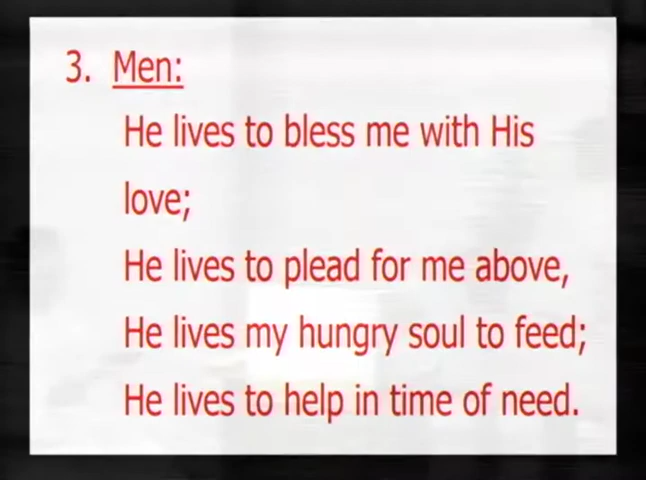 3. Men:
He lives to bless me with His
love;
He lives to plead for me above,
He lives my hungry soul to feed;
He lives to help in time of need.